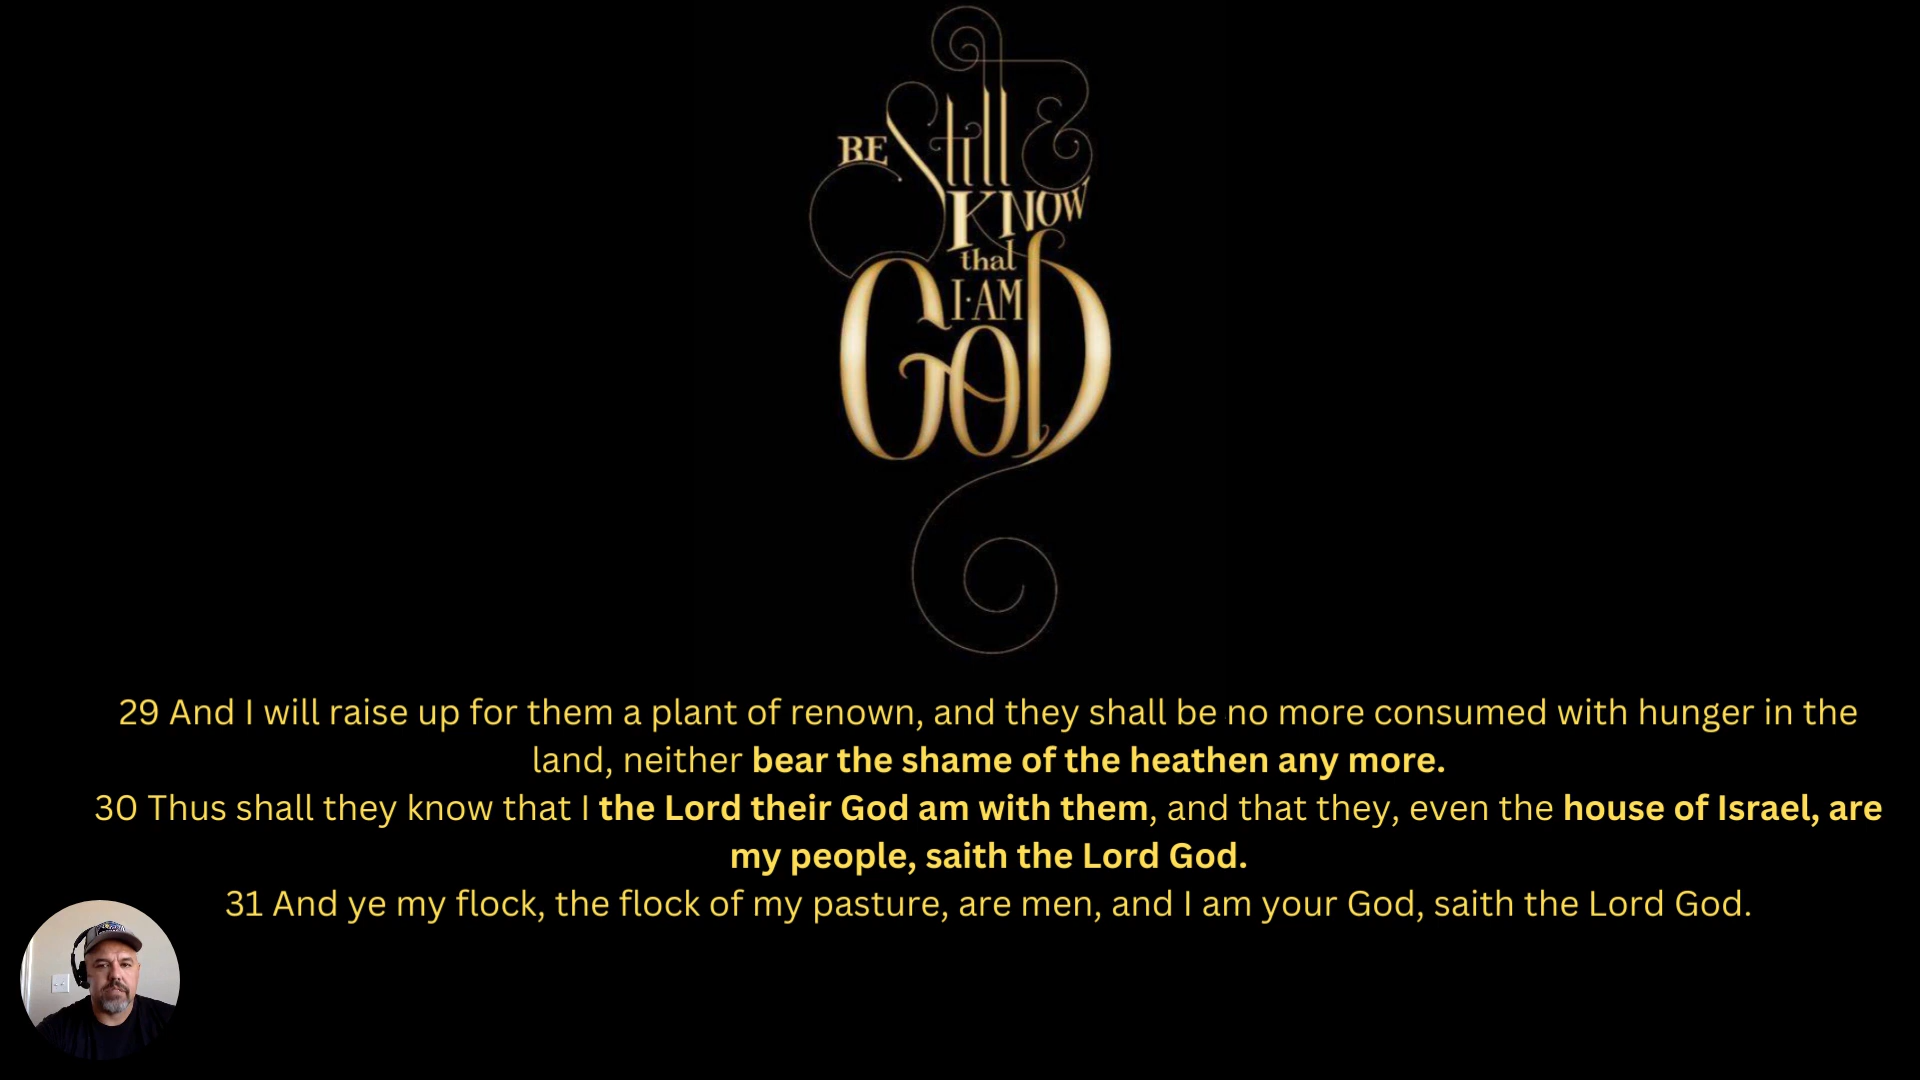 BE Still &
KNOW
that
I·AM
GOD
29 And I will raise up for them a plant of renown, and they shall be no more consumed with hunger in the
land, neither bear the shame of the heathen any more.
30 Thus shall they know that I the Lord their God am with them, and that they, even the house of Israel, are
my people, saith the Lord God.
31 And ye my flock, the flock of my pasture, are men, and I am your God, saith the Lord God.